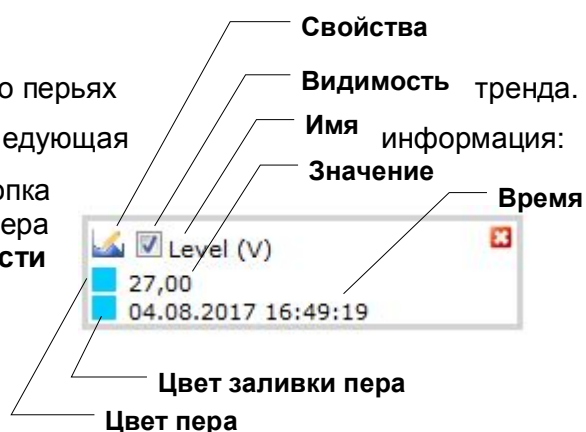 Свойства
о перьях Видимость тренда.
едующая Имя информация:
опка Значение
ера Время
сти
Level (V)
27,00
04.08.2017 16:49:19
Цвет заливки пера
Цвет пера